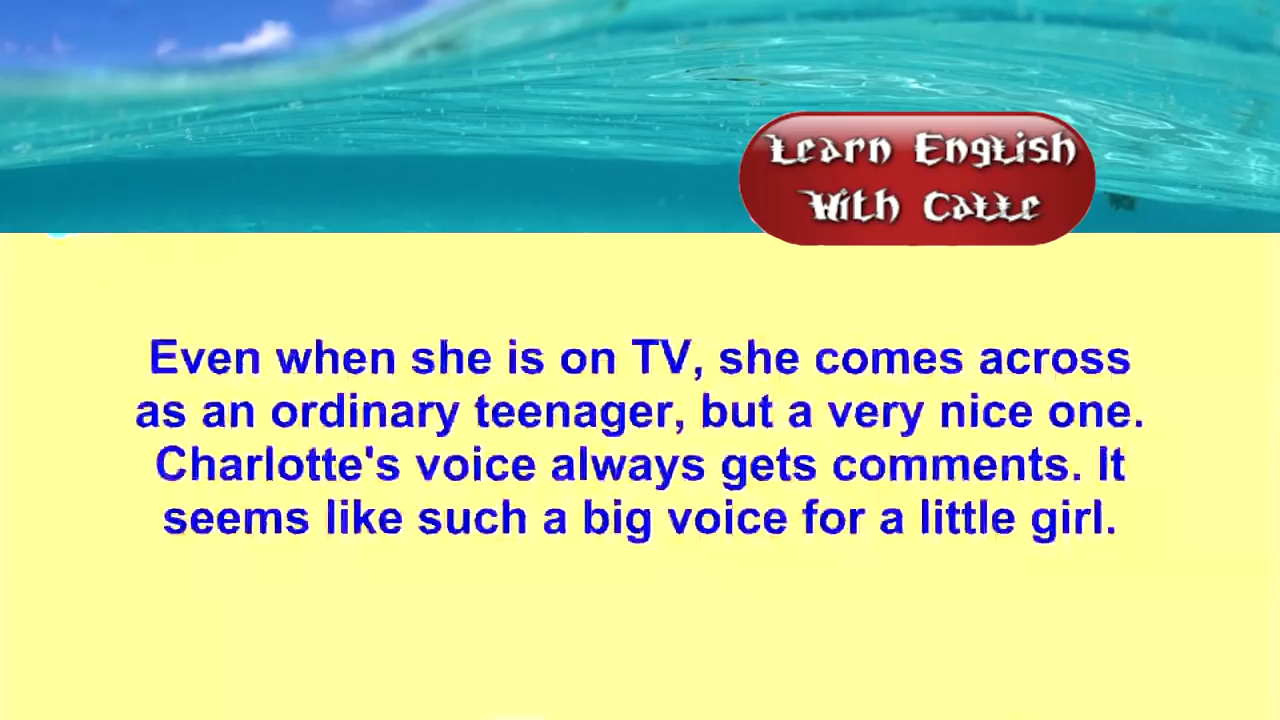 Learn English
With Calle
Even when she is on TV, she comes across
as an ordinary teenager, but a very nice one.
Charlotte's voice always gets comments. It
seems like such a big voice for a little girl.